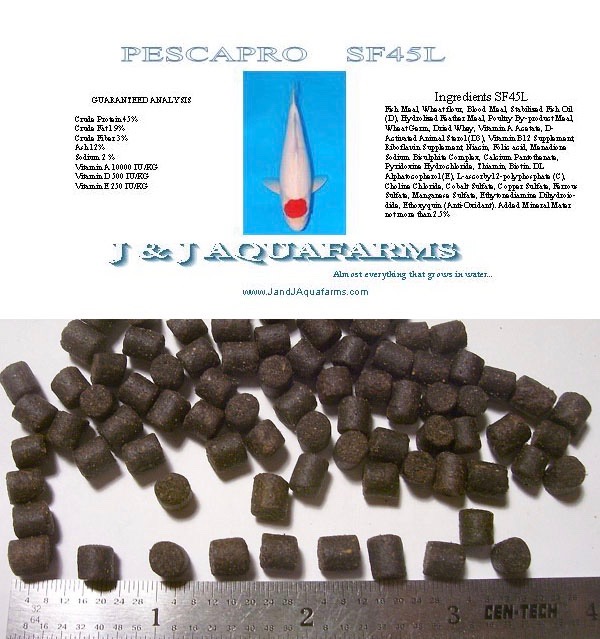 PESCAPRO SF45L
GUARANTEED ANALYSIS
Crude Protein 45%
Crude Fat 19%
Crude Fiber 3%
Ash 12%
Sodium 2 %
Vitamin A 10000 IU/KG
Vitamin D 500 IU/KG
Vitamin E 250 IU/KG
Ingredients SF45L
Fish Meal, Wheat flour, Blood Meal, Stabilized Fish Oil
(D), Hydrolized Feather Meal, Poultry By-product Meal,
Wheat Germ, Dried Whey, Vitamin A Acetate, D-
Activated Animal Sterol (D3), Vitamin B12 Supplement,
Riboflavin Supplement, Niacin, Folic acid, Menadione
Sodium Bisulphite Complex, Calcium Pantothenate,
Pyridoxine Hydrochloride, Thiamin, Biotin, DL
Alphatocopherol (E), L-ascorbyl2-polyphosphate (C),
Choline Chloride, Cobalt Sulfate, Copper Sulfate, Ferrous
Sulfate, Manganese Sulfate, Ethylenediamine Dihydroio-
dide, Ethoxyquin (Anti-Oxidant). Added Mineral Mater
not more than 2.5%
J & J AQUAFARMS
Almost everything that grows in water...
www.JandJAquafarms.com
32
64
1 2 3 CEN-TECH